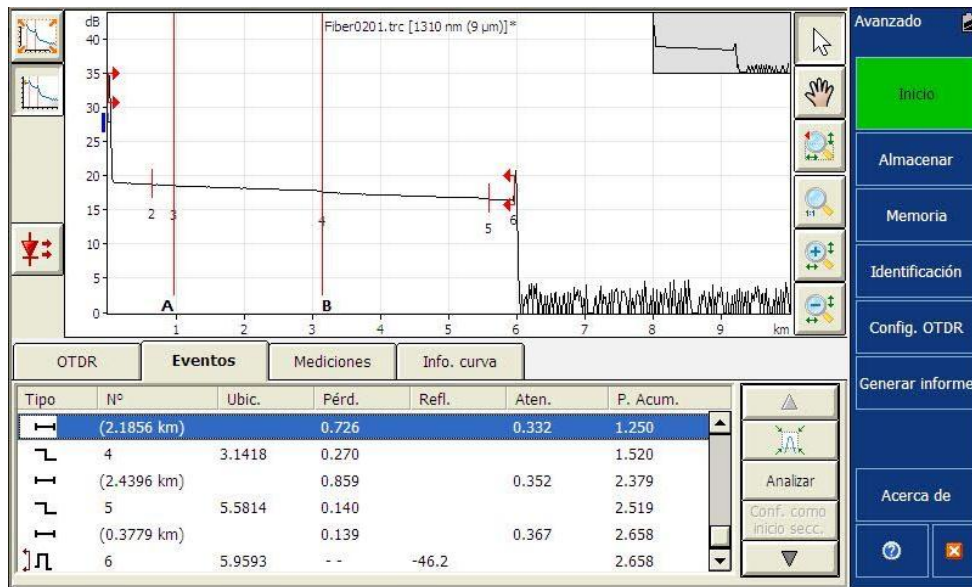 dB
Fiber0201.trc [1310 nm (9 µm)]*
40
35
30
25
20
15
10
5
0
2
3
4
5
6
A
B
1 2 3 4 5 6 7 8 9 km
1:1
OTDR Eventos Mediciones Info. curva
Tipo Nº Ubic. Pérd. Refl. Aten. P. Acum.
(2.1856 km) 0.726 0.332 1.250
4 3.1418 0.270 1.520
(2.4396 km) 0.859 0.352 2.379
5 5.5814 0.140 2.519
(0.3779 km) 0.139 0.367 2.658
6 5.9593 -- -46.2 2.658
Analizar
Conf. como
inicio secc.
Avanzado
Inicio
Almacenar
Memoria
Identificación
Config. OTDR
Generar informe
Acerca de